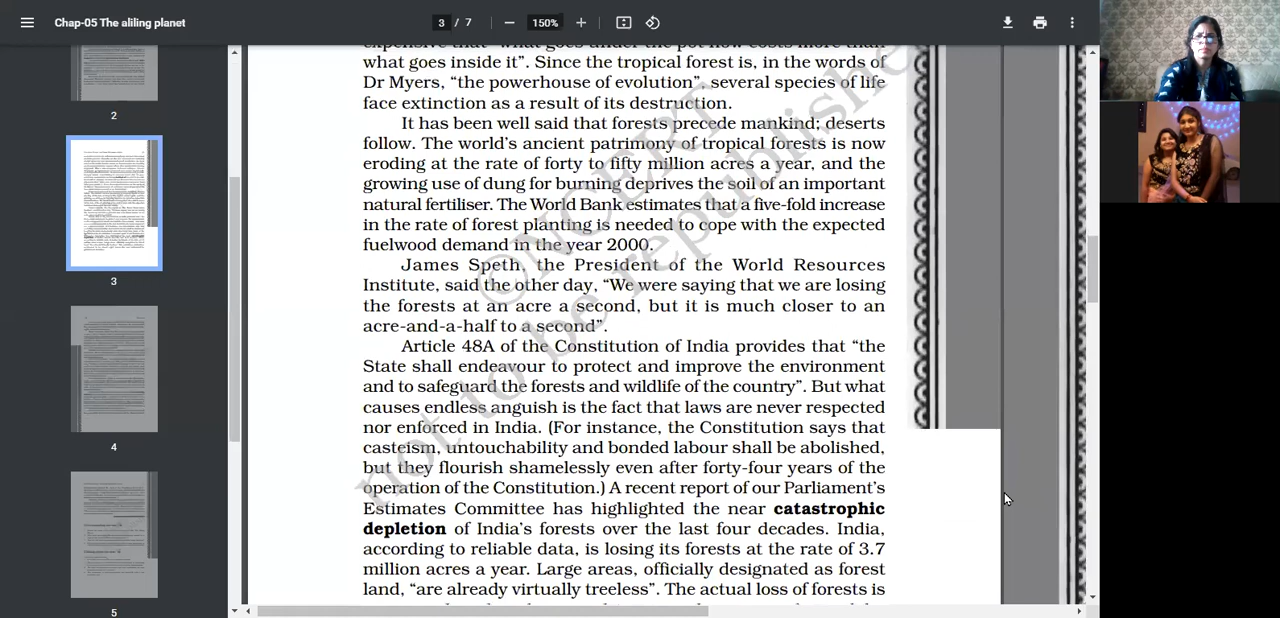 Chap-05 The aliling planet
3 / 7
150%
2
3
4
5
expensive that "what goes under the pot now costs more than
what goes inside it". Since the tropical forest is, in the words of
Dr Myers, "the powerhouse of evolution", several species of life
face extinction as a result of its destruction.
It has been well said that forests precede mankind; deserts
follow. The world's ancient patrimony of tropical forests is now
eroding at the rate of forty to fifty million acres a year, and the
growing use of dung for burning deprives the soil of an important
natural fertiliser. The World Bank estimates that a five-fold increase
in the rate of forest planting is needed to cope with the expected
fuelwood demand in the year 2000.
James Speth, the President of the World Resources
Institute, said the other day, "We were saying that we are losing
the forests at an acre a second, but it is much closer to an
acre-and-a-half to a second".
Article 48A of the Constitution of India provides that "the
State shall endeavour to protect and improve the environment
and to safeguard the forests and wildlife of the country". But what
causes endless anguish is the fact that laws are never respected
nor enforced in India. (For instance, the Constitution says that
casteism, untouchability and bonded labour shall be abolished,
but they flourish shamelessly even after forty-four years of the
operation of the Constitution.) A recent report of our Parliament's
Estimates Committee has highlighted the near catastrophic
depletion of India's forests over the last four decades. India,
according to reliable data, is losing its forests at the rate of 3.7
million acres a year. Large areas, officially designated as forest
land, "are already virtually treeless". The actual loss of forests is
© NCERT
not to be republished